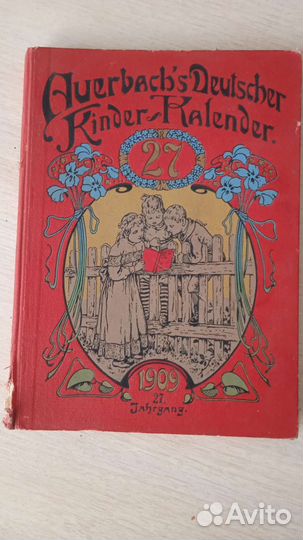 Auerbach's Deutscher
Kinder-Kalender.
27
1909
27.
Jahrgang.
Avito